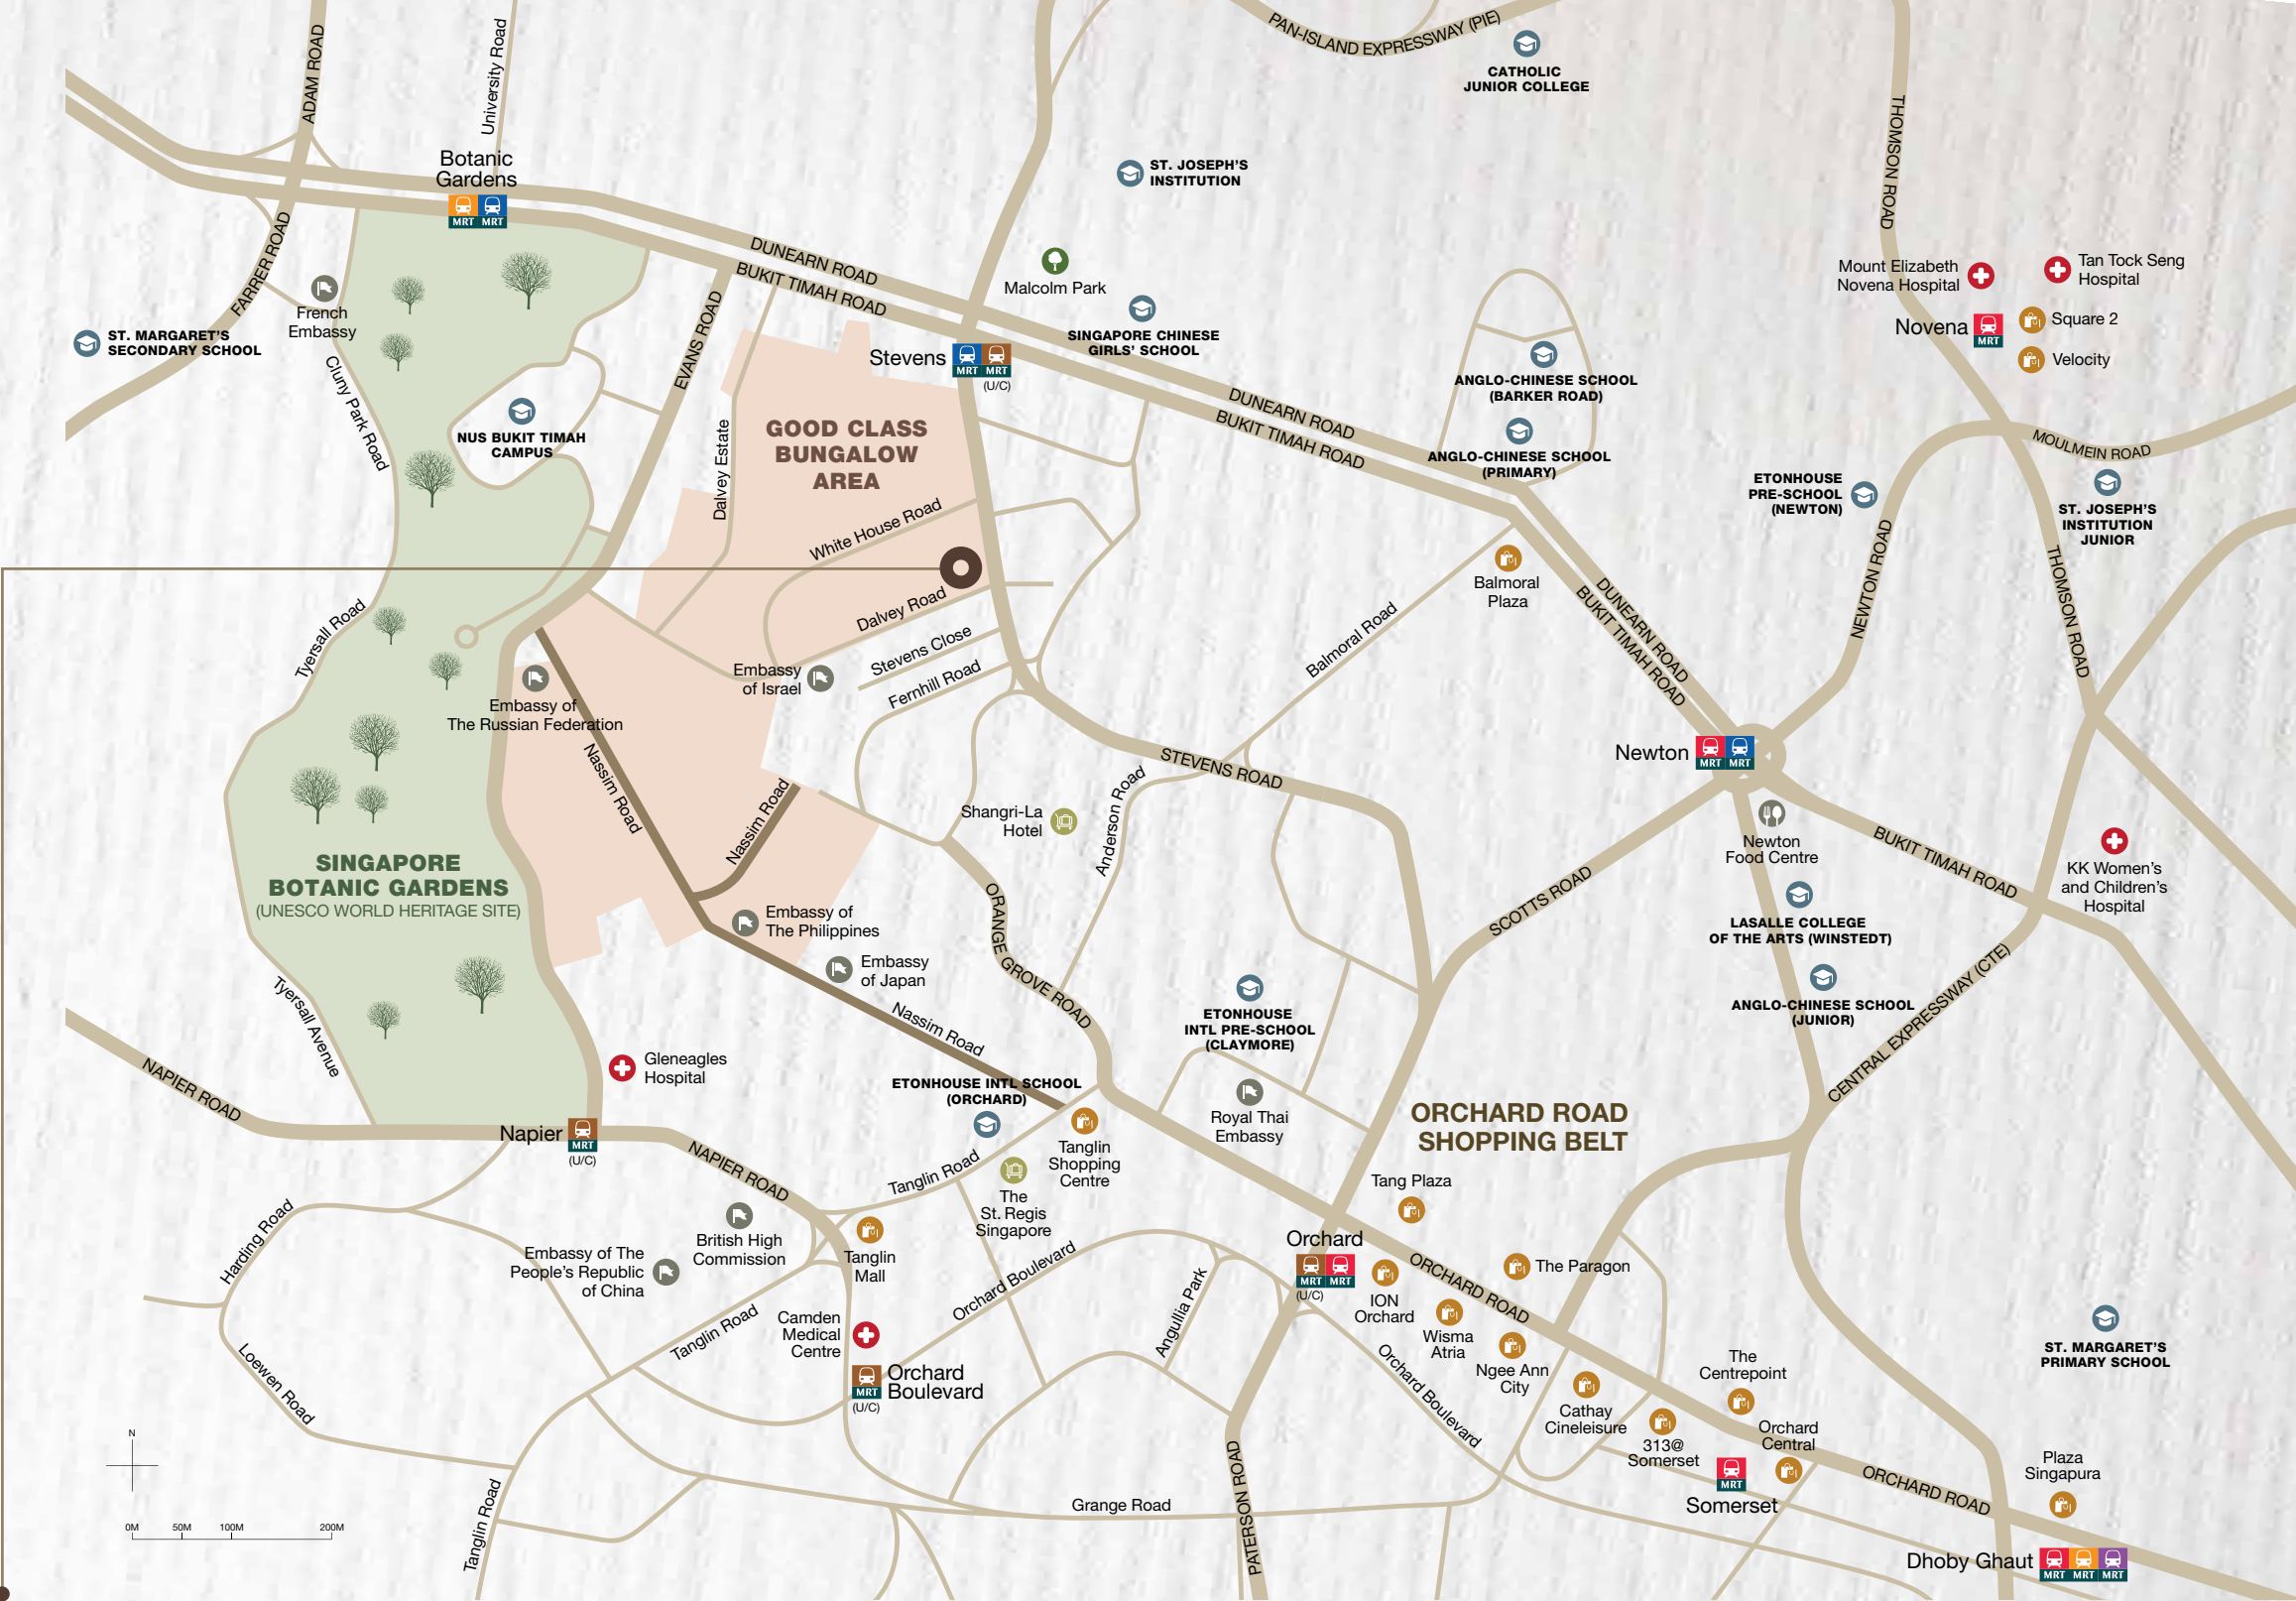 ADAM ROAD
University Road
PAN-ISLAND EXPRESSWAY (PIE)
CATHOLIC
JUNIOR COLLEGE
THOMSON ROAD
Botanic
Gardens
MRT MRT
ST. JOSEPH'S
INSTITUTION
FARRER ROAD
French
Embassy
ST. MARGARET'S
SECONDARY SCHOOL
Cluny Park Road
NUS BUKIT TIMAH
CAMPUS
EVANS ROAD
DUNEARN ROAD
BUKIT TIMAH ROAD
Malcolm Park
SINGAPORE CHINESE
GIRLS' SCHOOL
Stevens
MRT MRT
(U/C)
Mount Elizabeth
Novena Hospital
Tan Tock Seng
Hospital
Novena
MRT
Square 2
Velocity
DUNEARN ROAD
BUKIT TIMAH ROAD
ANGLO-CHINESE SCHOOL
(BARKER ROAD)
ANGLO-CHINESE SCHOOL
(PRIMARY)
MOULMEIN ROAD
ETONHOUSE
PRE-SCHOOL
(NEWTON)
ST. JOSEPH'S
INSTITUTION
JUNIOR
GOOD CLASS
BUNGALOW
AREA
Dalvey Estate
White House Road
Dalvey Road
Stevens Close
Fernhill Road
Embassy
of Israel
Balmoral
Plaza
Balmoral Road
DUNEARN ROAD
BUKIT TIMAH ROAD
NEWTON ROAD
THOMSON ROAD
Tyersall Road
Embassy of
The Russian Federation
Nassim Road
Nassim Road
STEVENS ROAD
Newton
MRT MRT
Shangri-La
Hotel
Anderson Road
Newton
Food Centre
BUKIT TIMAH ROAD
KK Women's
and Children's
Hospital
SINGAPORE
BOTANIC GARDENS
(UNESCO WORLD HERITAGE SITE)
Embassy of
The Philippines
Embassy
of Japan
ORANGE GROVE ROAD
SCOTTS ROAD
LASALLE COLLEGE
OF THE ARTS (WINSTEDT)
ANGLO-CHINESE SCHOOL
(JUNIOR)
CENTRAL EXPRESSWAY (CTE)
Tyersall Avenue
Nassim Road
ETONHOUSE
INTL PRE-SCHOOL
(CLAYMORE)
NAPIER ROAD
Gleneagles
Hospital
ETONHOUSE INTL SCHOOL
(ORCHARD)
Royal Thai
Embassy
ORCHARD ROAD
SHOPPING BELT
Napier
MRT
(U/C)
NAPIER ROAD
Tanglin Road
Tanglin
Shopping
Centre
The
St. Regis
Singapore
Tang Plaza
Harding Road
British High
Commission
Embassy of The
People's Republic
of China
Tanglin
Mall
Orchard Boulevard
Angullia Park
Orchard
MRT MRT
(U/C)
ION
Orchard
ORCHARD ROAD
The Paragon
Wisma
Atria
Ngee Ann
City
Loewen Road
Tanglin Road
Camden
Medical
Centre
Orchard
Boulevard
MRT
(U/C)
Orchard Boulevard
Cathay
Cineleisure
The
Centrepoint
ST. MARGARET'S
PRIMARY SCHOOL
313@
Somerset
Orchard
Central
Somerset
MRT
ORCHARD ROAD
Plaza
Singapura
N
0M 50M 100M 200M
Tanglin Road
Grange Road
PATERSON ROAD
Dhoby Ghaut
MRT MRT MRT